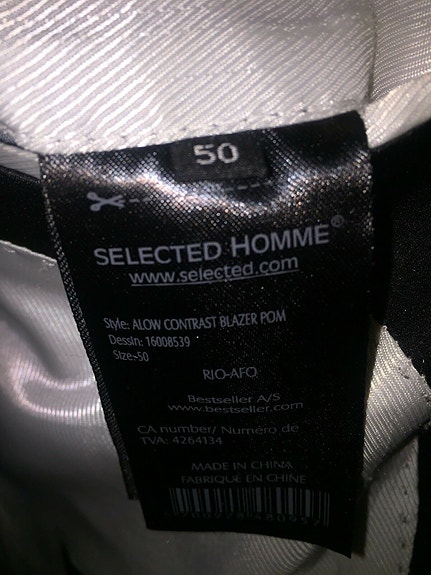 50
SELECTED HOMME®
www.selected.com
Style: ALOW CONTRAST BLAZER POM
Dessin: 16008539
Size:-50
RIO-AFO
Bestseller A/S
www.bestseller.com
CA number/ Numéro de
TVA: 4264134
MADE IN CHINA
FABRIQUE EN CHINE